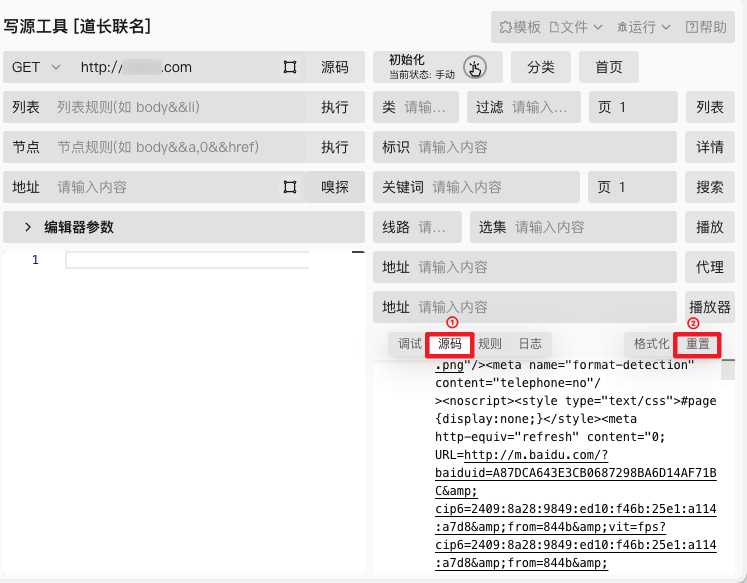 写源工具 [道长联名]
模板 文件 运行 帮助
GET http:// .com 源码
初始化
当前状态: 手动
分类 首页
列表 列表规则(如 body&&li) 执行
类 请输... 过滤 请输入... 页 1 列表
节点 节点规则(如 body&&a,0&&href) 执行
标识 请输入内容 详情
地址 请输入内容 嗅探
关键词 请输入内容 页 1 搜索
编辑器参数
线路 请... 选集 请输入内容 播放
1
地址 请输入内容 代理
地址 请输入内容 播放器
1 2
调试 源码 规则 日志 格式化 重置
.png"/><meta name="format-detection"
content="telephone=no"/
><noscript><style type="text/css">#page
{display:none;}</style><meta
http-equiv="refresh" content="0;
URL=http://m.baidu.com/?
baiduid=A87DCA643E3CB0687298BA6D14AF71B
C&amp;
cip6=2409:8a28:9849:ed10:f46b:25e1:a114
:a7d8&amp;from=844b&amp;vit=fps?
cip6=2409:8a28:9849:ed10:f46b:25e1:a114
:a7d8&amp;from=844b&amp;